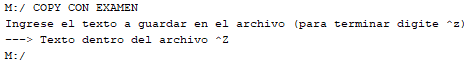 M:/ COPY CON EXAMEN
Ingrese el texto a guardar en el archivo (para terminar digite ^z)
---> Texto dentro del archivo ^Z
M:/